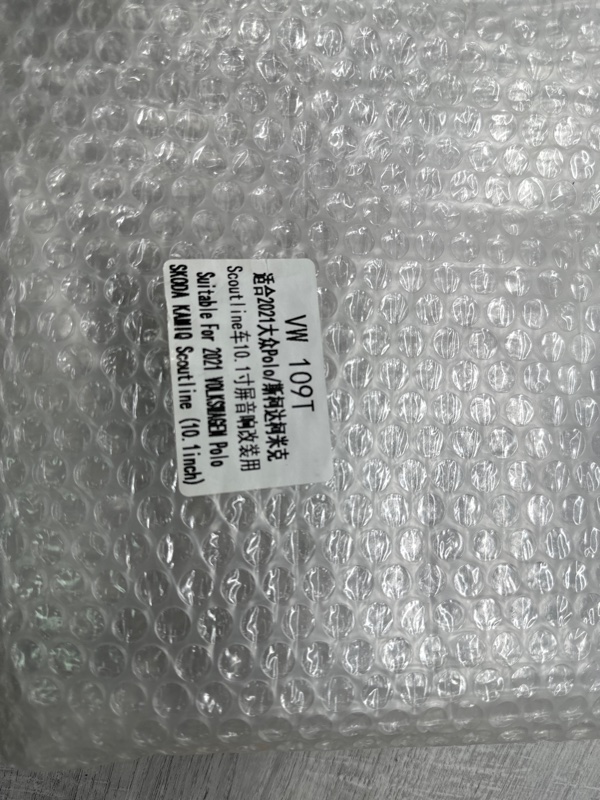 VW 109T
适合2021大众Polo/斯柯达柯米克
Scoutline车10.1寸屏音响改装用
Suitable For 2021 VOLKSWAGEN Polo
SKODA KAMIQ Scoutline (10.1inch)